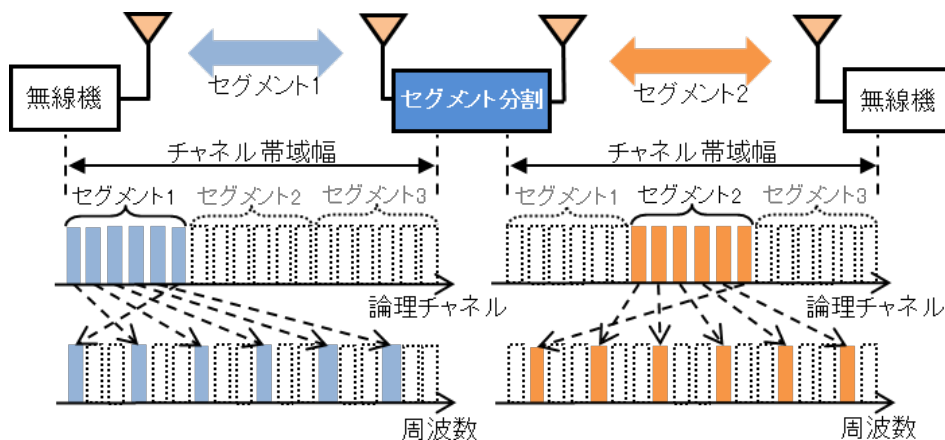 セグメント1
セグメント2
無線機
セグメント分割
無線機
チャネル帯域幅
チャネル帯域幅
セグメント1
セグメント2
セグメント3
セグメント1
セグメント2
セグメント3
論理チャネル
論理チャネル
周波数
周波数